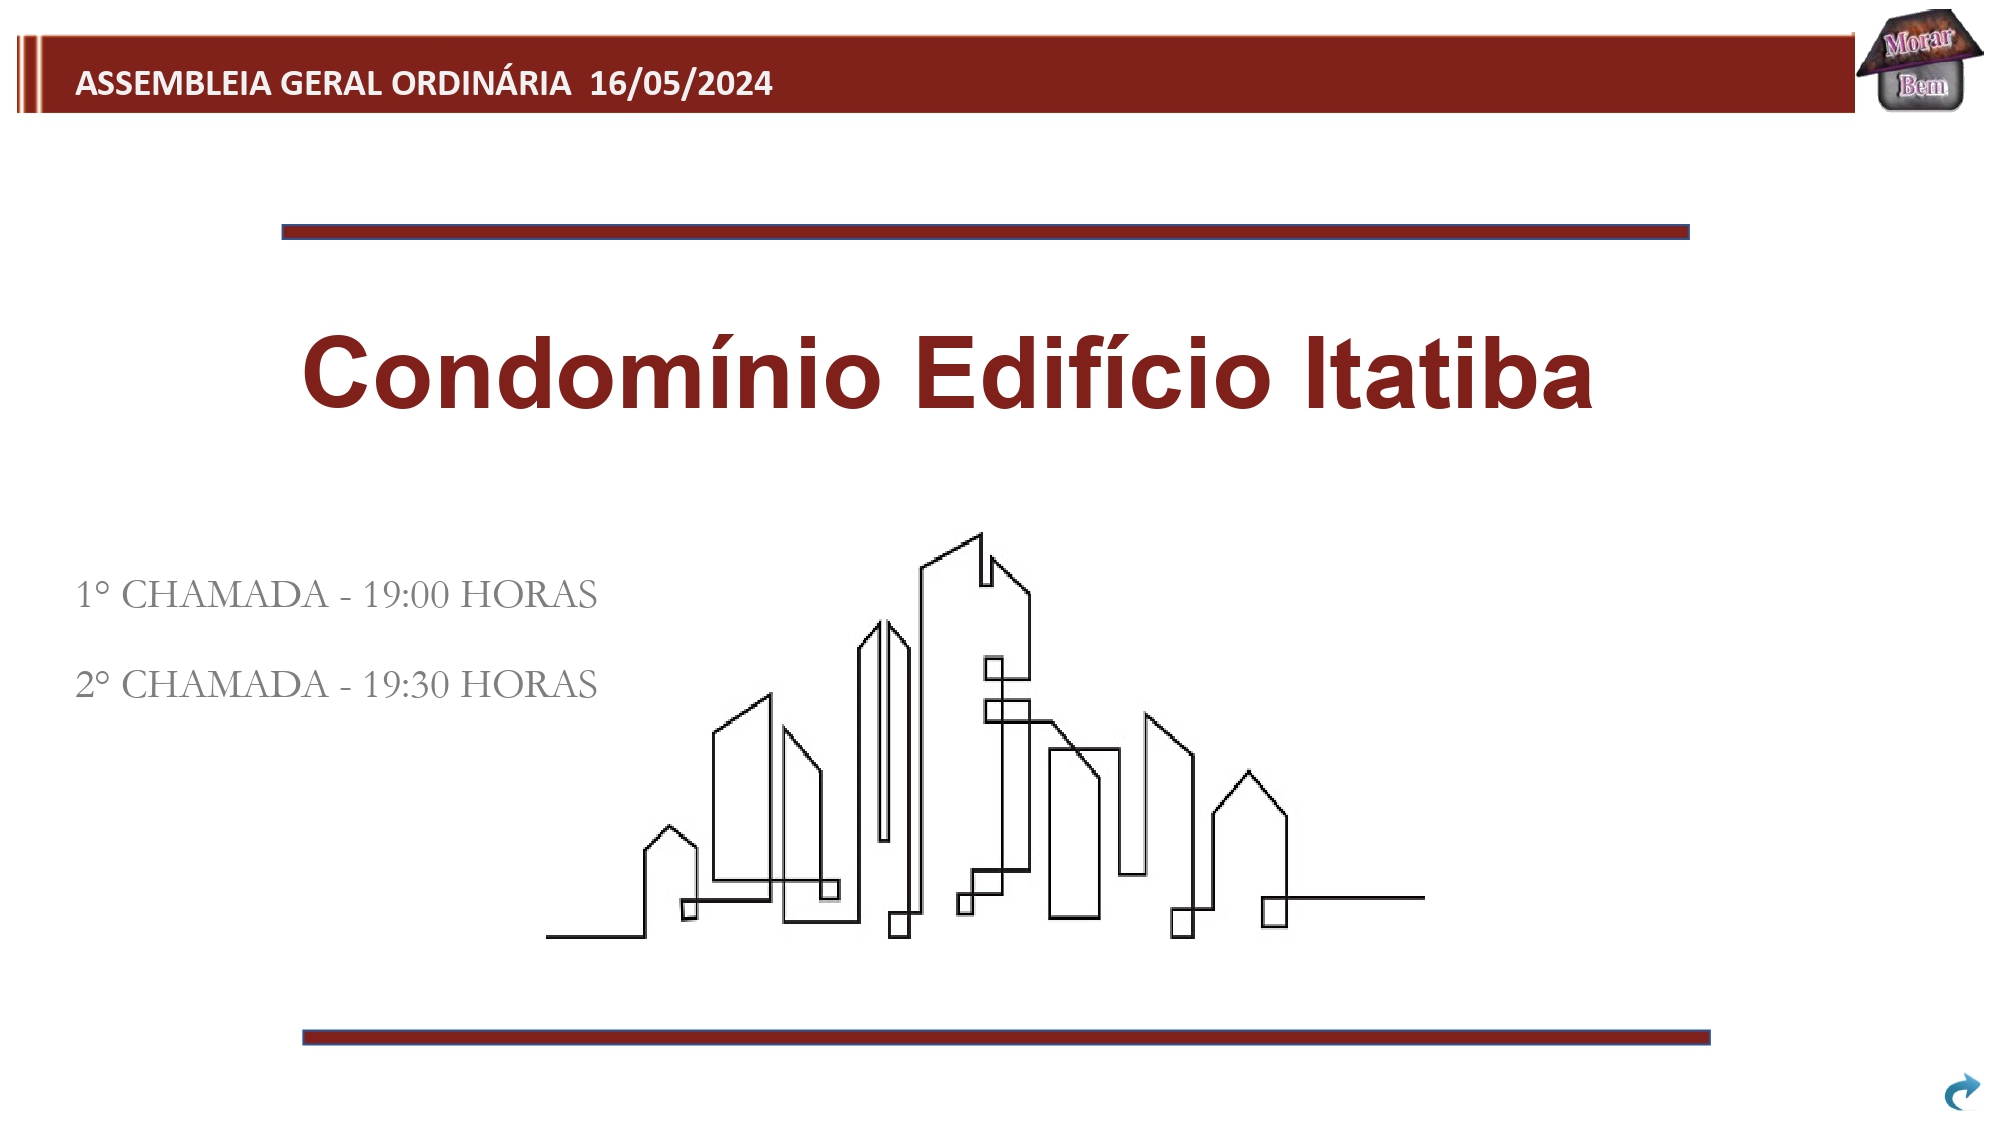 ASSEMBLEIA GERAL ORDINÁRIA 16/05/2024
Morar
Bem
Condomínio Edifício Itatiba
1° CHAMADA - 19:00 HORAS
2° CHAMADA - 19:30 HORAS